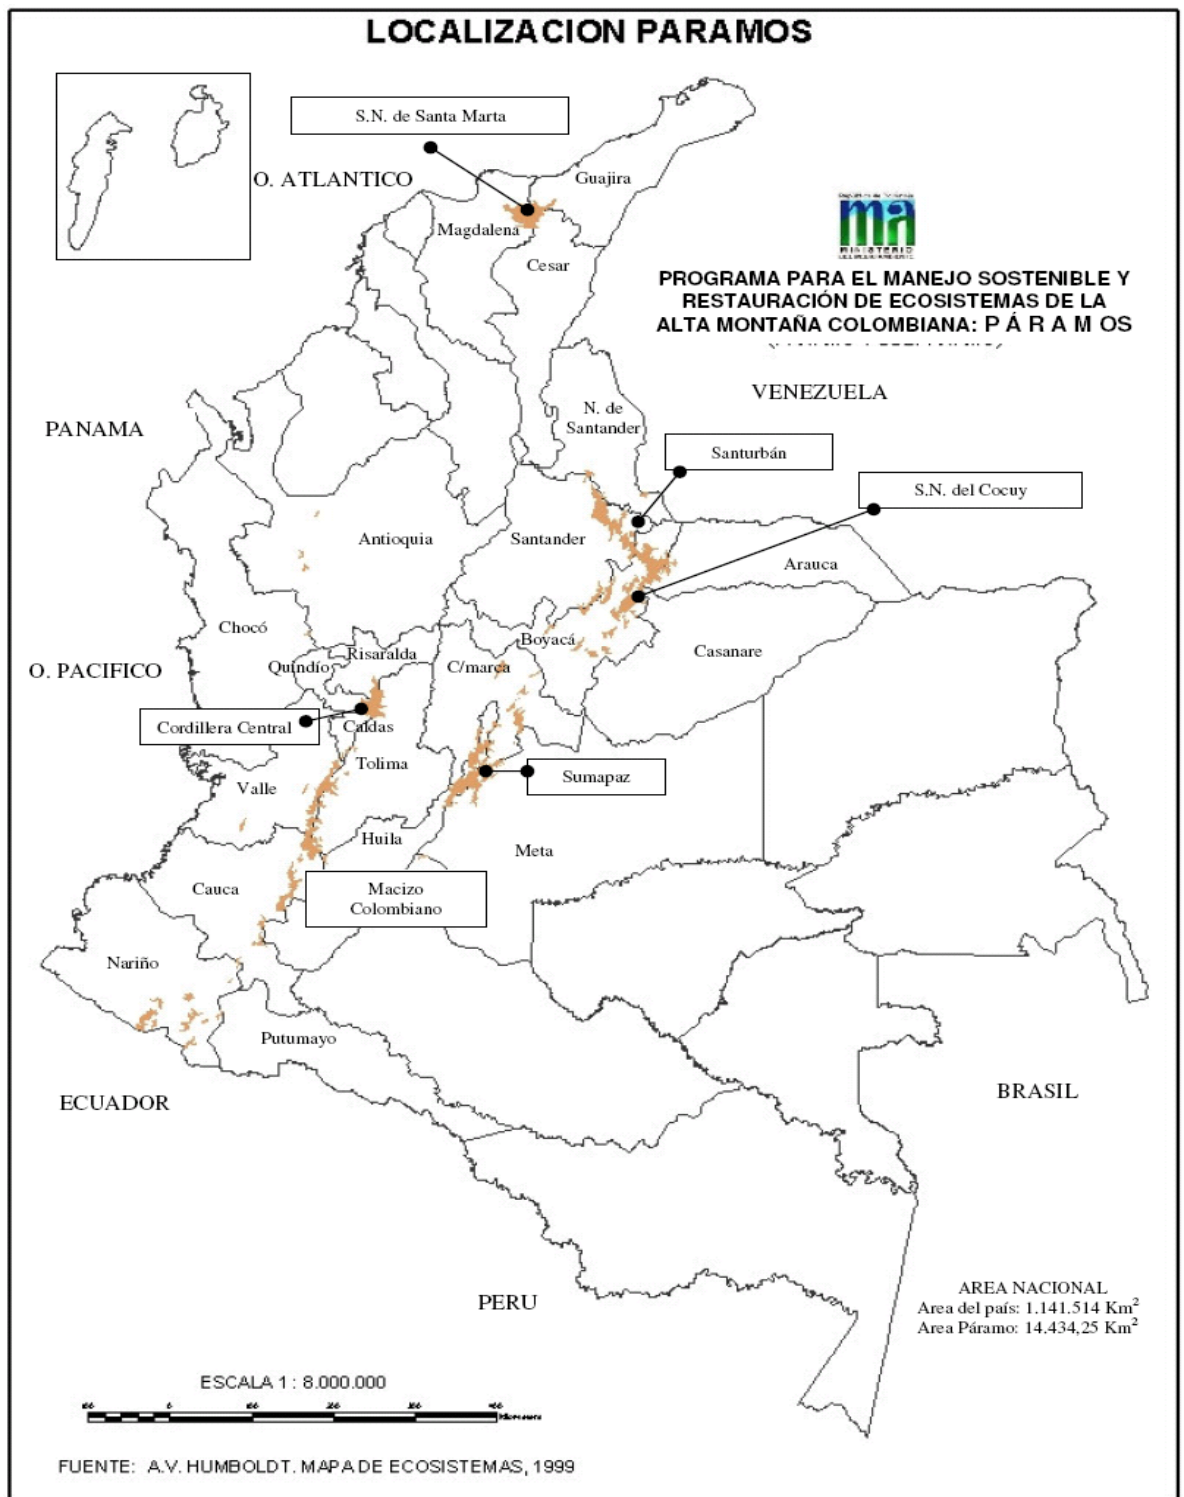 LOCALIZACION PARAMOS
S.N. de Santa Marta
O. ATLANTICO
Guajira
Magdalena
Cesar
ma
MINISTERIO
PROGRAMA PARA EL MANEJO SOSTENIBLE Y
RESTAURACIÓN DE ECOSISTEMAS DE LA
ALTA MONTAÑA COLOMBIANA: P Á R A M OS
VENEZUELA
PANAMA
N. de
Santander
Santurbán
S.N. del Cocuy
Antioquia
Santander
Arauca
Chocó
Boyacá
Casanare
Risaralda
Quindío
C/marca
O. PACIFICO
Cordillera Central
Caldas
Tolima
Sumapaz
Valle
Huila
Meta
Cauca
Macizo
Colombiano
Nariño
Putumayo
ECUADOR
BRASIL
PERU
AREA NACIONAL
Area del país: 1.141.514 Km²
Area Páramo: 14.434,25 Km²
ESCALA 1 : 8.000.000
FUENTE: A.V. HUMBOLDT. MAPA DE ECOSISTEMAS, 1999